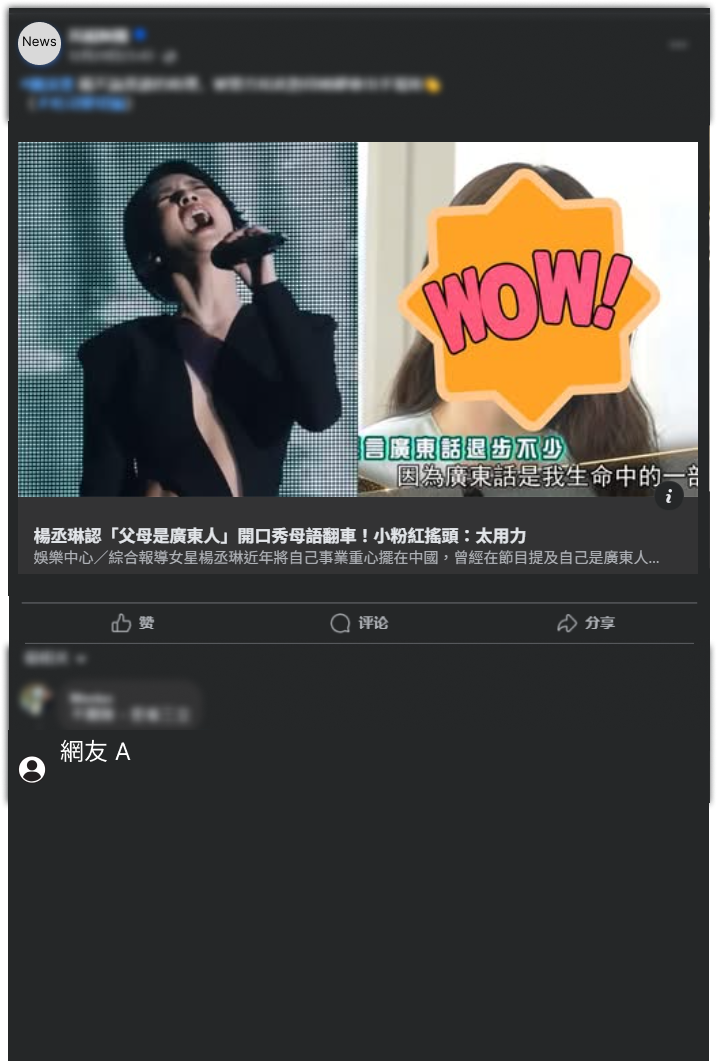 News
WOW!
言廣東話退步不少
因為廣東話是我生命中的一部
楊丞琳認「父母是廣東人」開口秀母語翻車！小粉紅搖頭：太用力
娛樂中心／綜合報導女星楊丞琳近年將自己事業重心擺在中國，曾經在節目提及自己是廣東人...
赞 评论 分享
網友 A